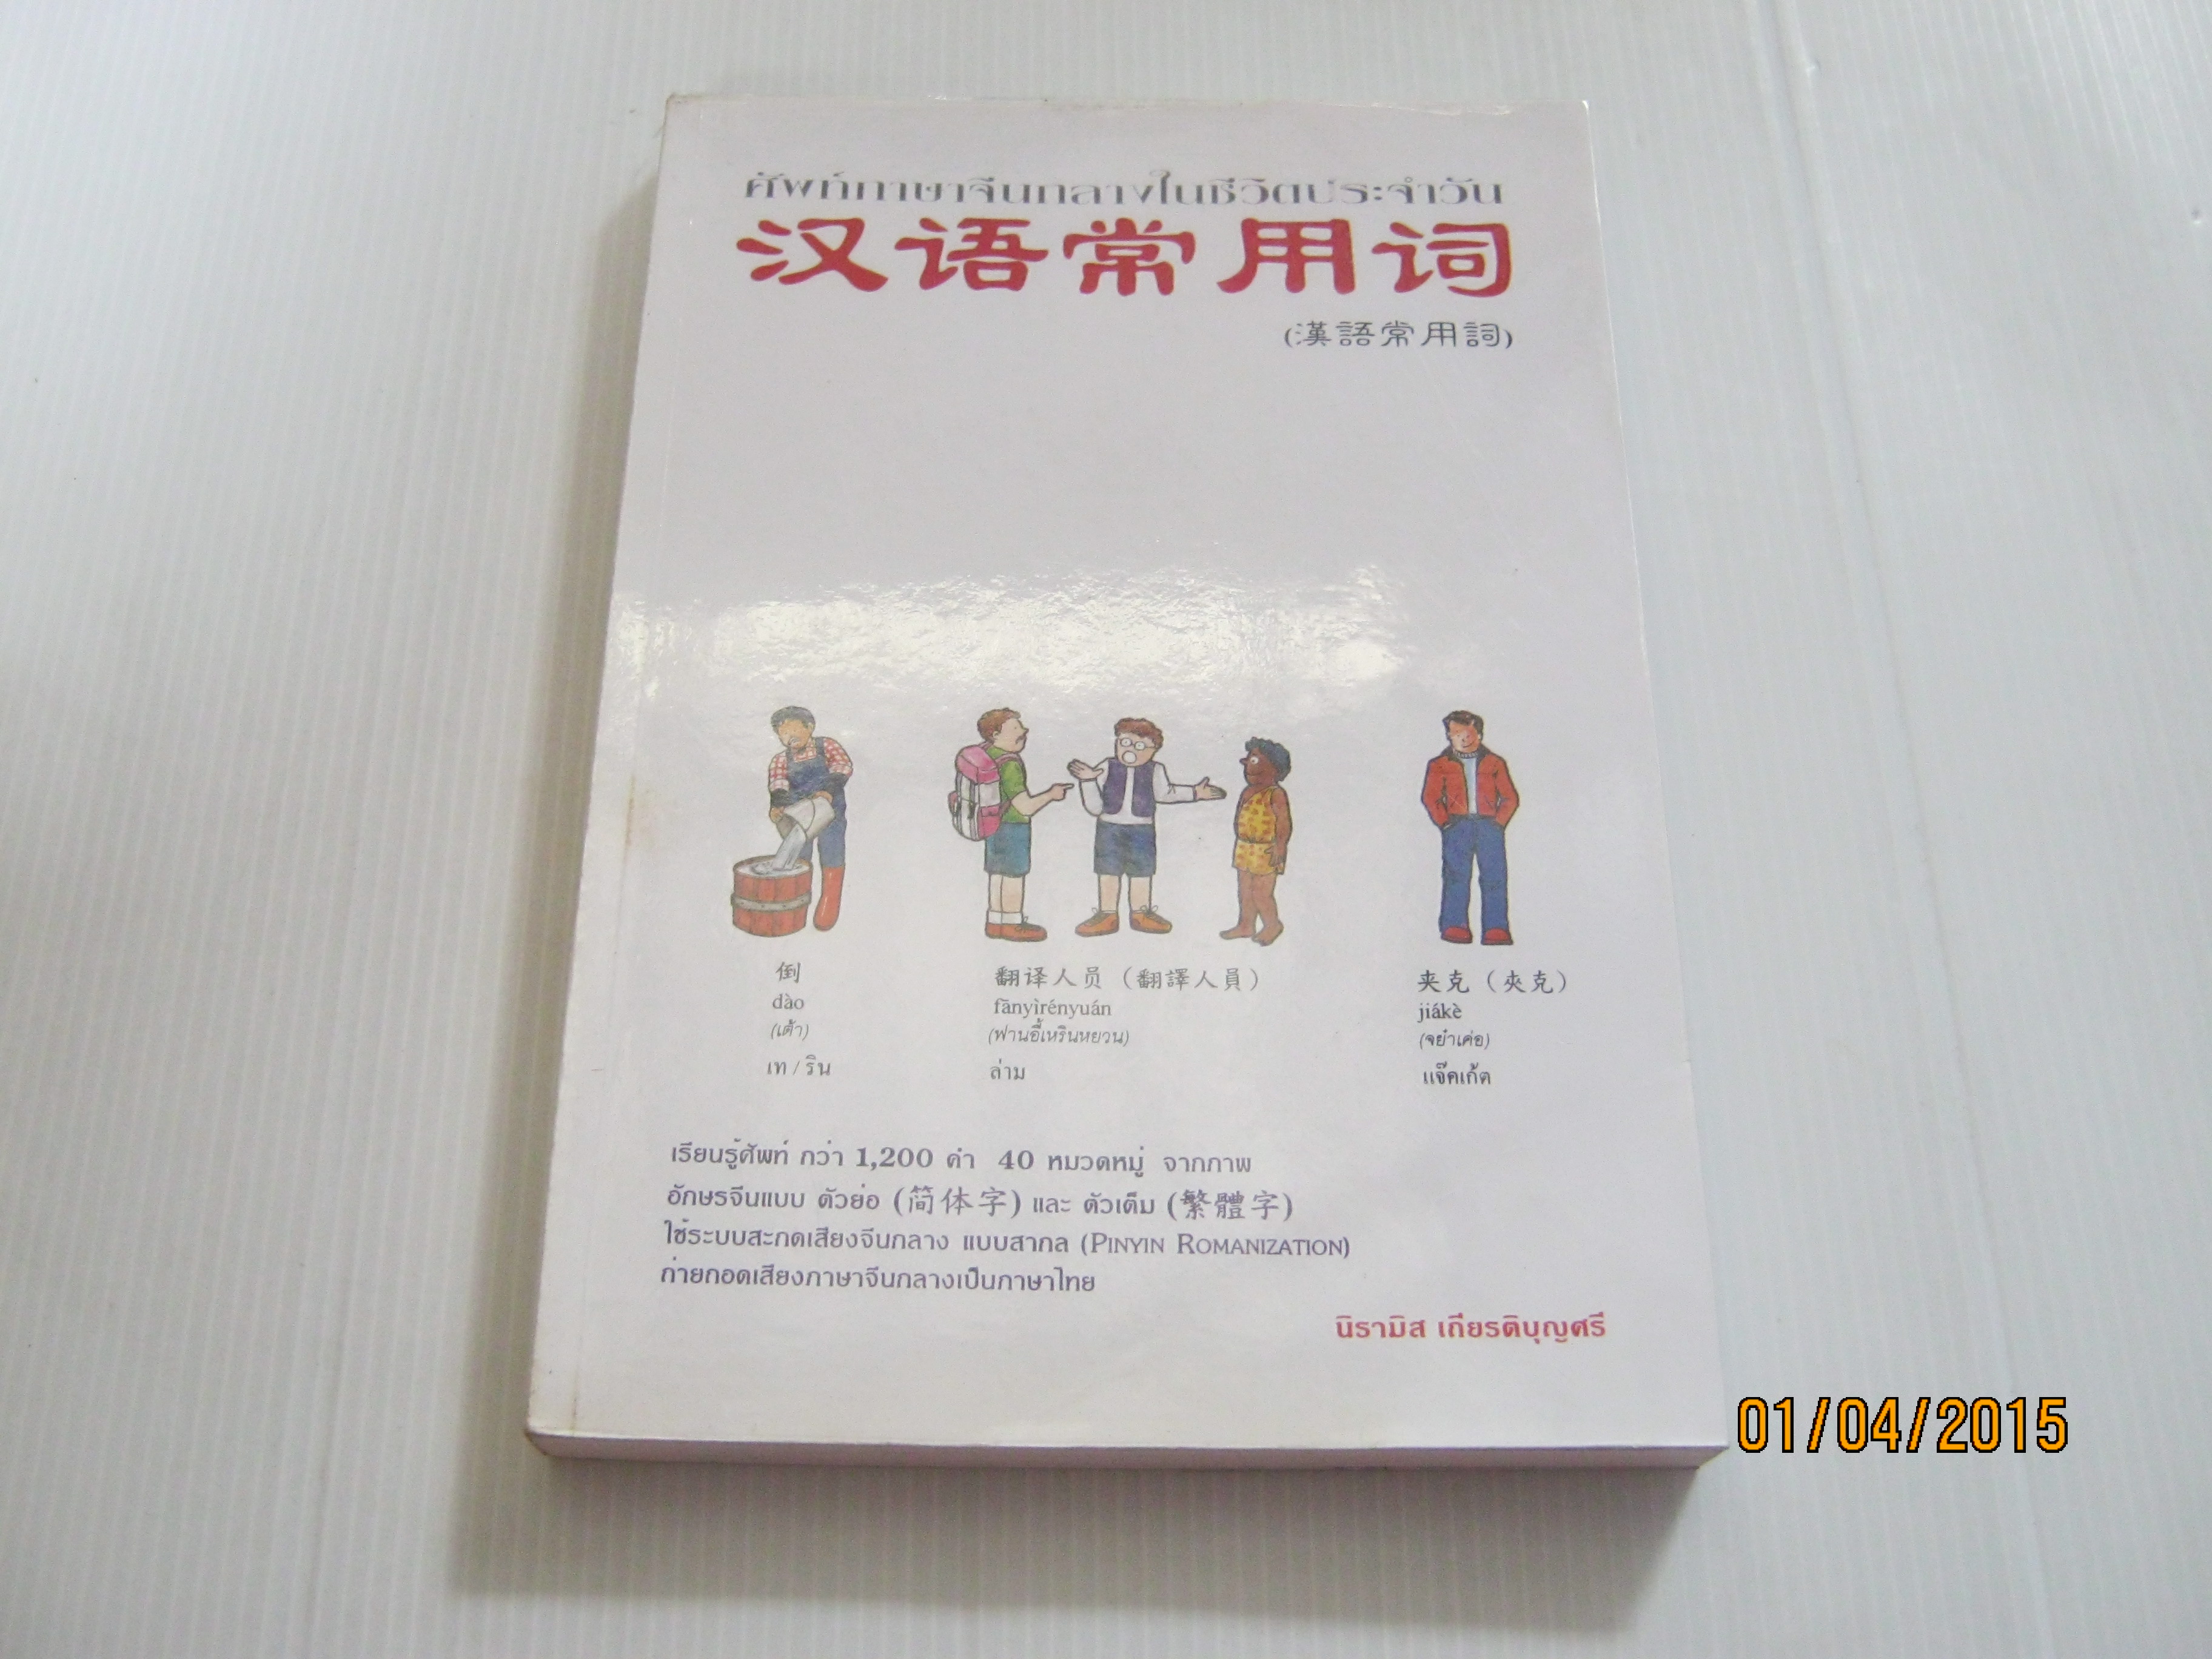 ศัพท์ภาษาจีนกลางในชีวิตประจำวัน
汉语常用词
(漢語常用詞)
倒
dào
(เต้า)
เท / ริน
翻译人员（翻譯人員）
fānyìrényuán
(ฟานอี้เหรินหยวน)
ล่าม
夹克（夾克）
jiákè
(จย๋าเค่อ)
แจ๊คเก้ต
เรียนรู้ศัพท์ กว่า 1,200 คำ 40 หมวดหมู่ จากภาพ
อักษรจีนแบบ ตัวย่อ (简体字) และ ตัวเต็ม (繁體字)
ใช้ระบบสะกดเสียงจีนกลาง แบบสากล (PINYIN ROMANIZATION)
ถ่ายถอดเสียงภาษาจีนกลางเป็นภาษาไทย
นิรามิส เกียรติบุญศรี
01/04/2015